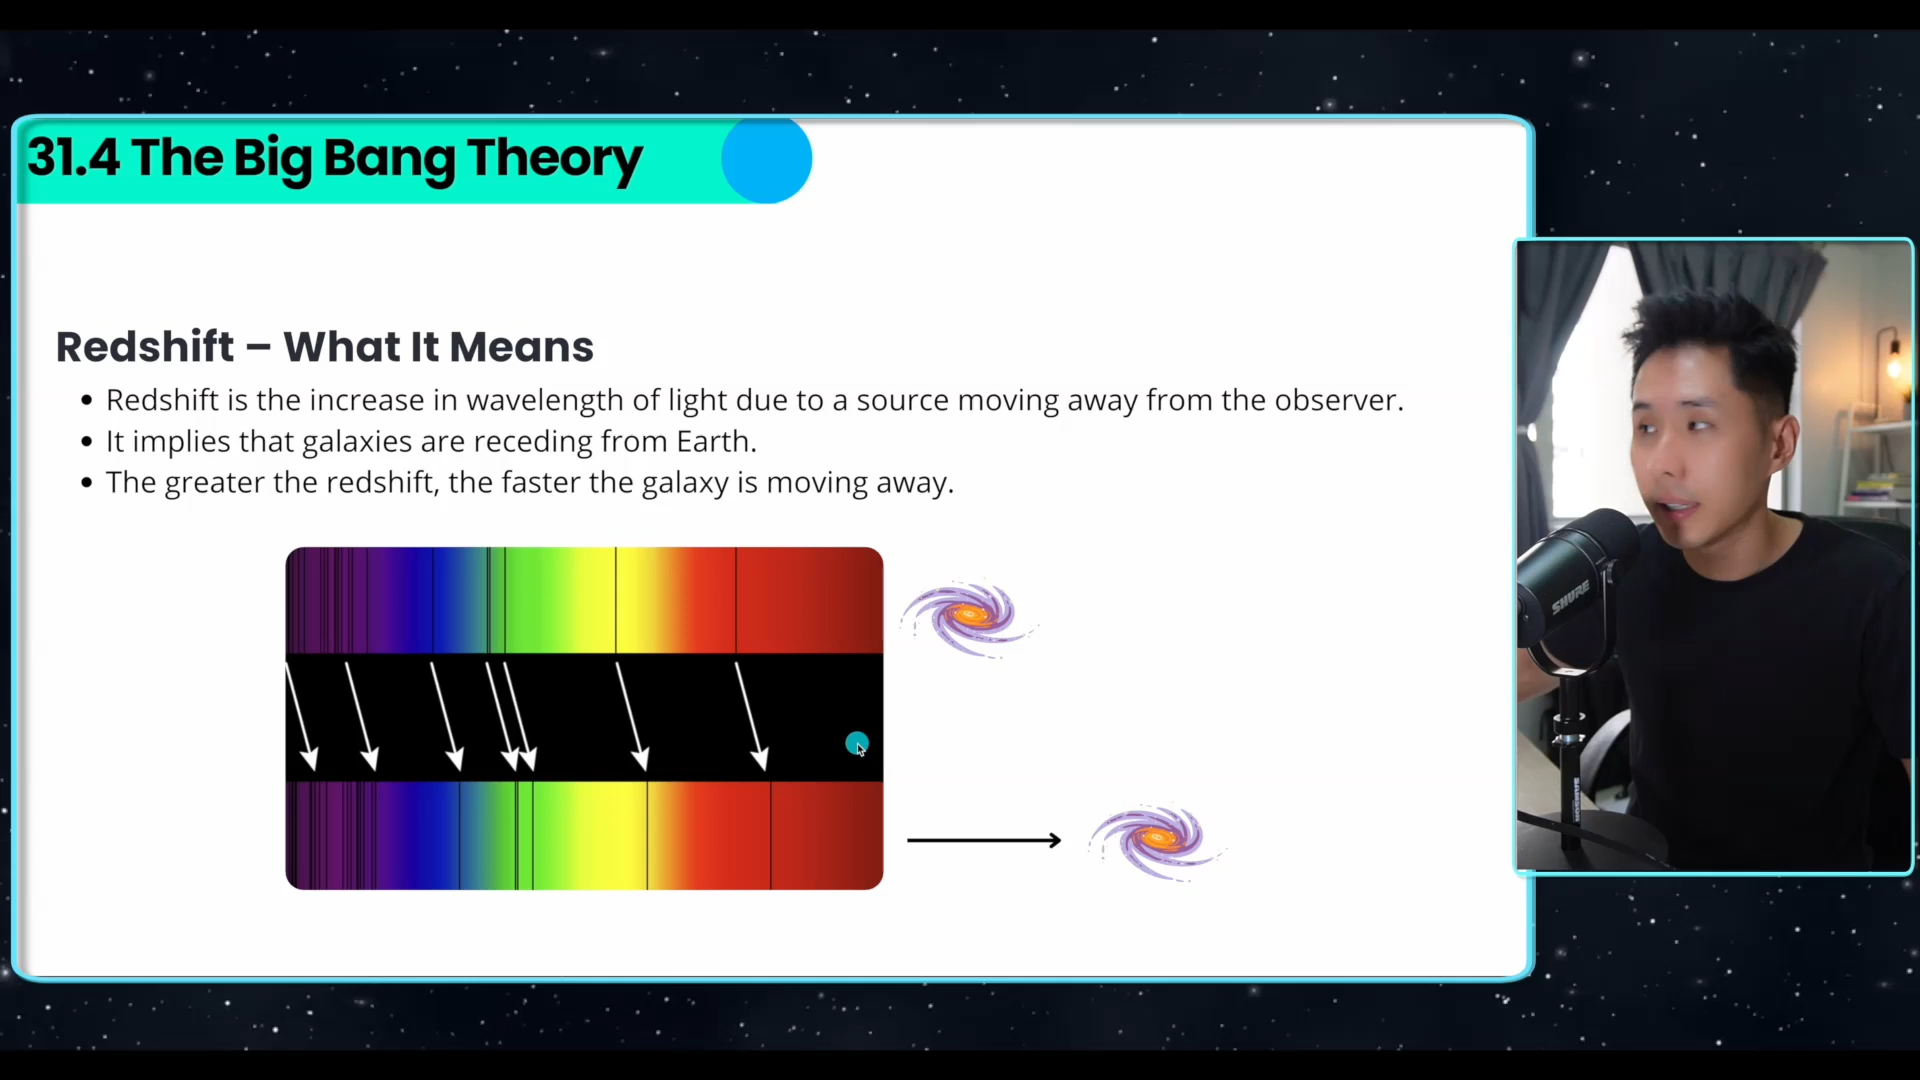 31.4 The Big Bang Theory
Redshift – What It Means
• Redshift is the increase in wavelength of light due to a source moving away from the observer.
• It implies that galaxies are receding from Earth.
• The greater the redshift, the faster the galaxy is moving away.
SHURE
SAMSON